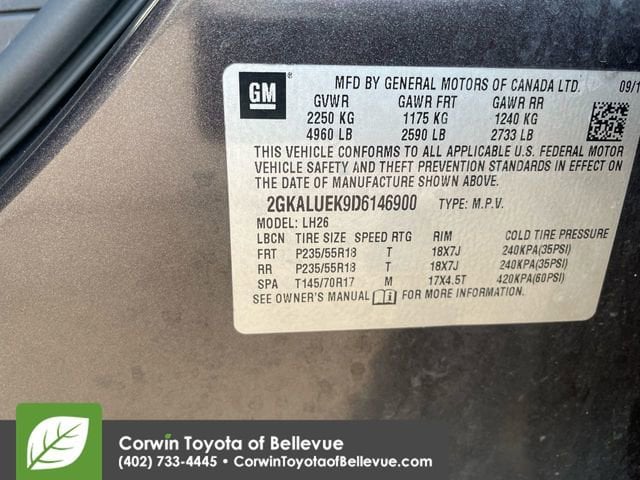 GM
MFD BY GENERAL MOTORS OF CANADA LTD. 09/1
GVWR GAWR FRT GAWR RR
2250 KG 1175 KG 1240 KG
4960 LB 2590 LB 2733 LB
THIS VEHICLE CONFORMS TO ALL APPLICABLE U.S. FEDERAL MOTOR
VEHICLE SAFETY AND THEFT PREVENTION STANDARDS IN EFFECT ON
THE DATE OF MANUFACTURE SHOWN ABOVE.
2GKALUEK9D6146900 TYPE: M.P.V.
MODEL: LH26
LBCN TIRE SIZE SPEED RTG RIM COLD TIRE PRESSURE
FRT P235/55R18 T 18X7J 240KPA(35PSI)
RR P235/55R18 T 18X7J 240KPA(35PSI)
SPA T145/70R17 M 17X4.5T 420KPA(60PSI)
SEE OWNER'S MANUAL FOR MORE INFORMATION.
Corwin Toyota of Bellevue
(402) 733-4445 • CorwinToyotaofBellevue.com